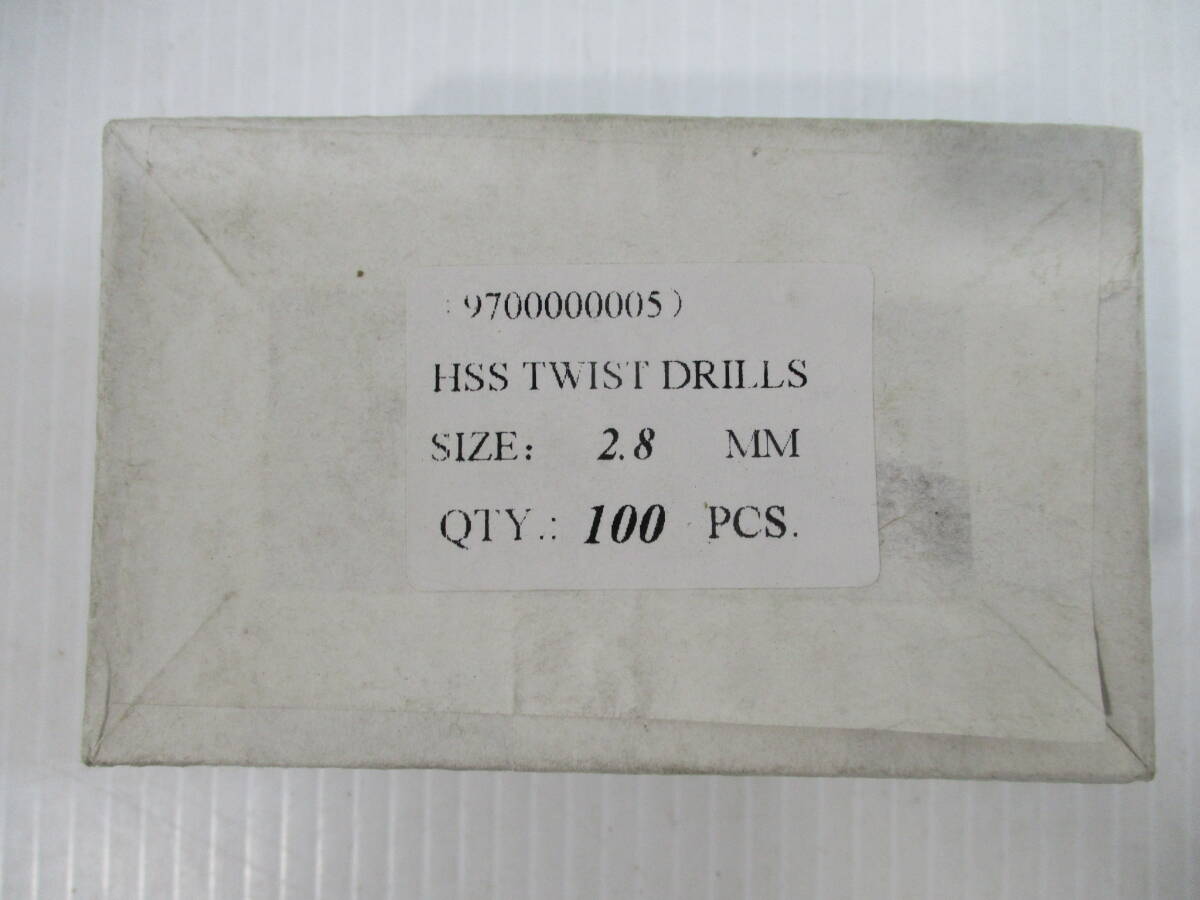 (9700000005)
HSS TWIST DRILLS
SIZE: 2.8 MM
QTY.: 100 PCS.